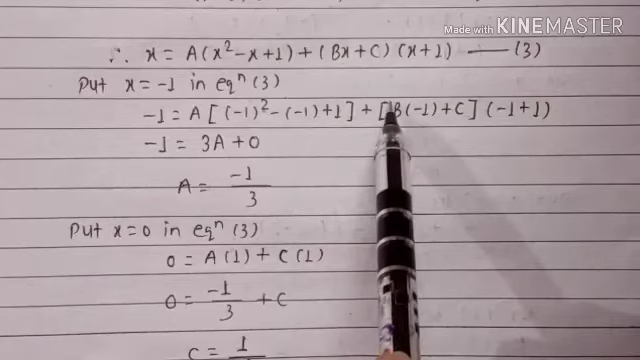 Made with KINEMASTER
∴ x = A(x² - x + 1) + (Bx + C) (x + 1) —— (3)
Put x = -1 in eqⁿ (3)
-1 = A [ (-1)² - (-1) + 1 ] + [ B(-1) + C ] (-1 + 1)
-1 = 3A + 0
A = -1/3
Put x = 0 in eqⁿ (3)
0 = A(1) + C(1)
0 = -1/3 + C
C = 1